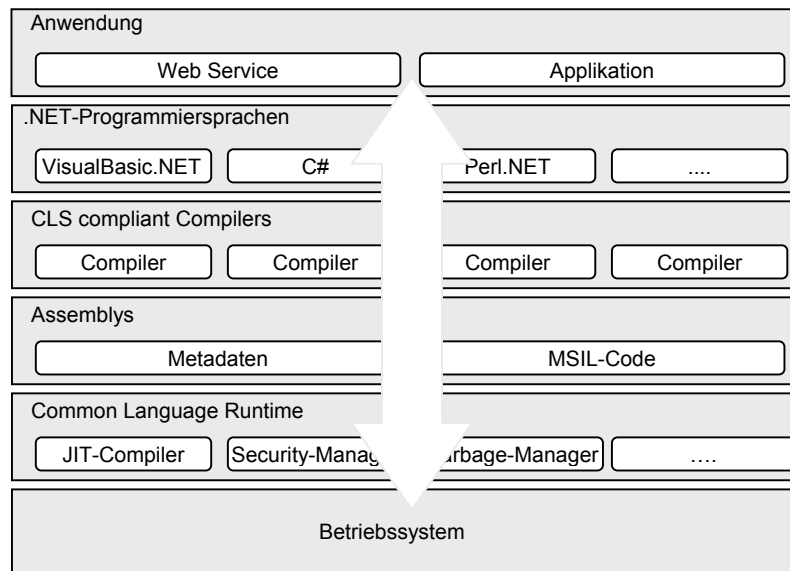 Anwendung
Web Service Applikation
.NET-Programmiersprachen
VisualBasic.NET C# Perl.NET ....
CLS compliant Compilers
Compiler Compiler Compiler Compiler
Assemblys
Metadaten MSIL-Code
Common Language Runtime
JIT-Compiler Security-Manag arbage-Manager ....
Betriebssystem